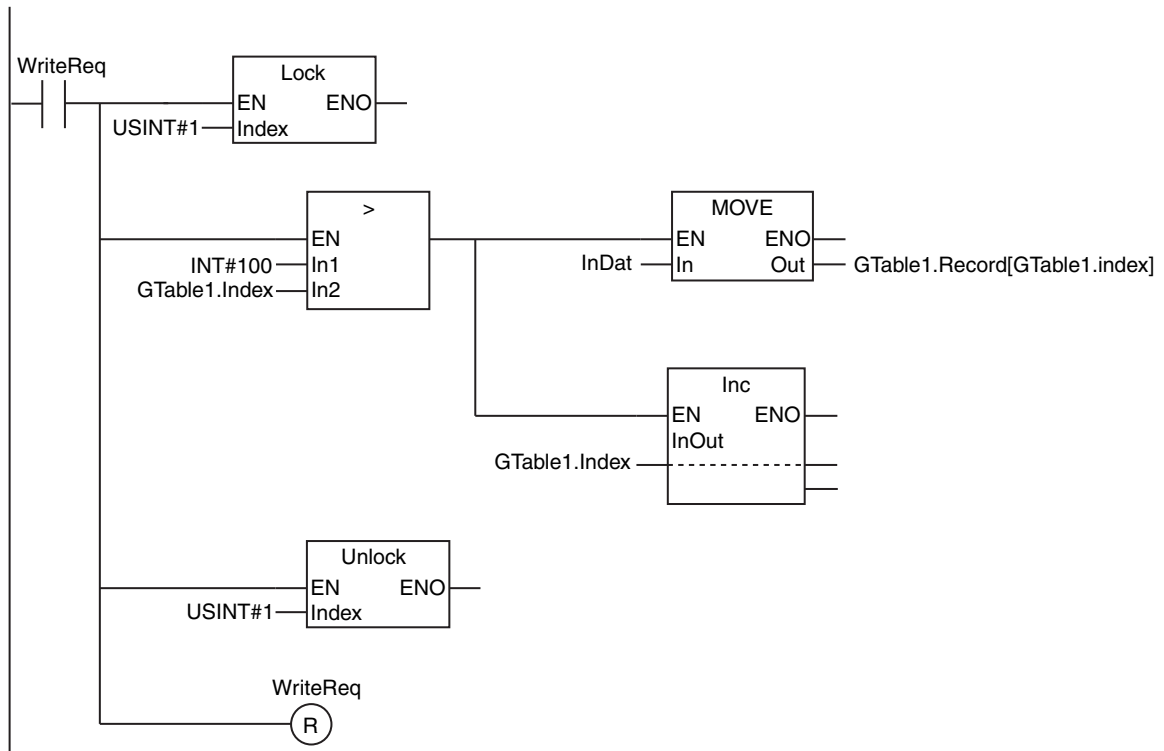 WriteReq
Lock
EN ENO
USINT#1 Index
>
EN
INT#100 In1
GTable1.Index In2
MOVE
EN ENO
InDat In Out GTable1.Record[GTable1.index]
Inc
EN ENO
InOut
GTable1.Index
Unlock
EN ENO
USINT#1 Index
WriteReq
R